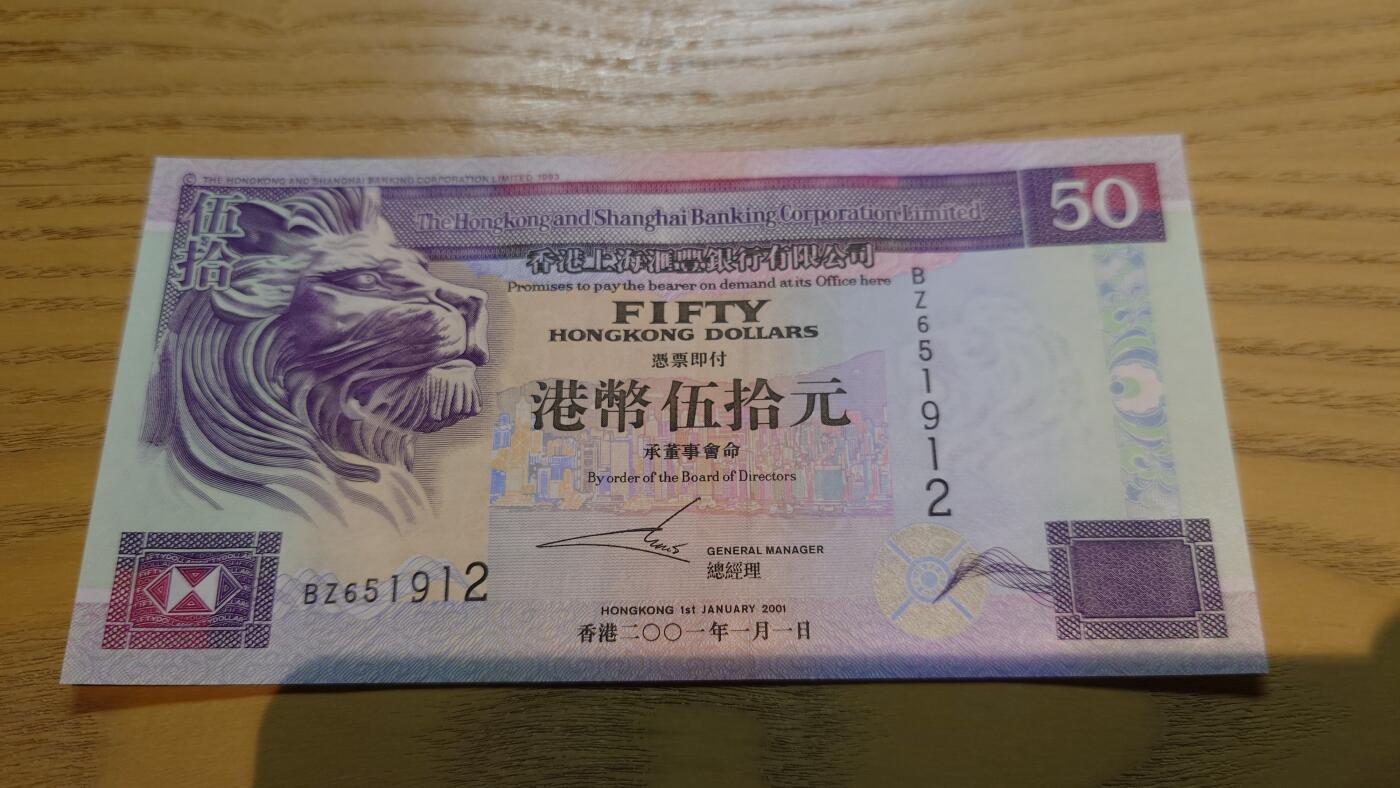 © THE HONGKONG AND SHANGHAI BANKING CORPORATION LIMITED 1993
伍拾
The Hongkong and Shanghai Banking Corporation Limited
50
香港上海滙豐銀行有限公司
Promises to pay the bearer on demand at its Office here
BZ651912
FIFTY
HONGKONG DOLLARS
憑票即付
港幣伍拾元
承董事會命
By order of the Board of Directors
GENERAL MANAGER
總經理
BZ651912
HONGKONG 1st JANUARY 2001
香港二〇〇一年一月一日